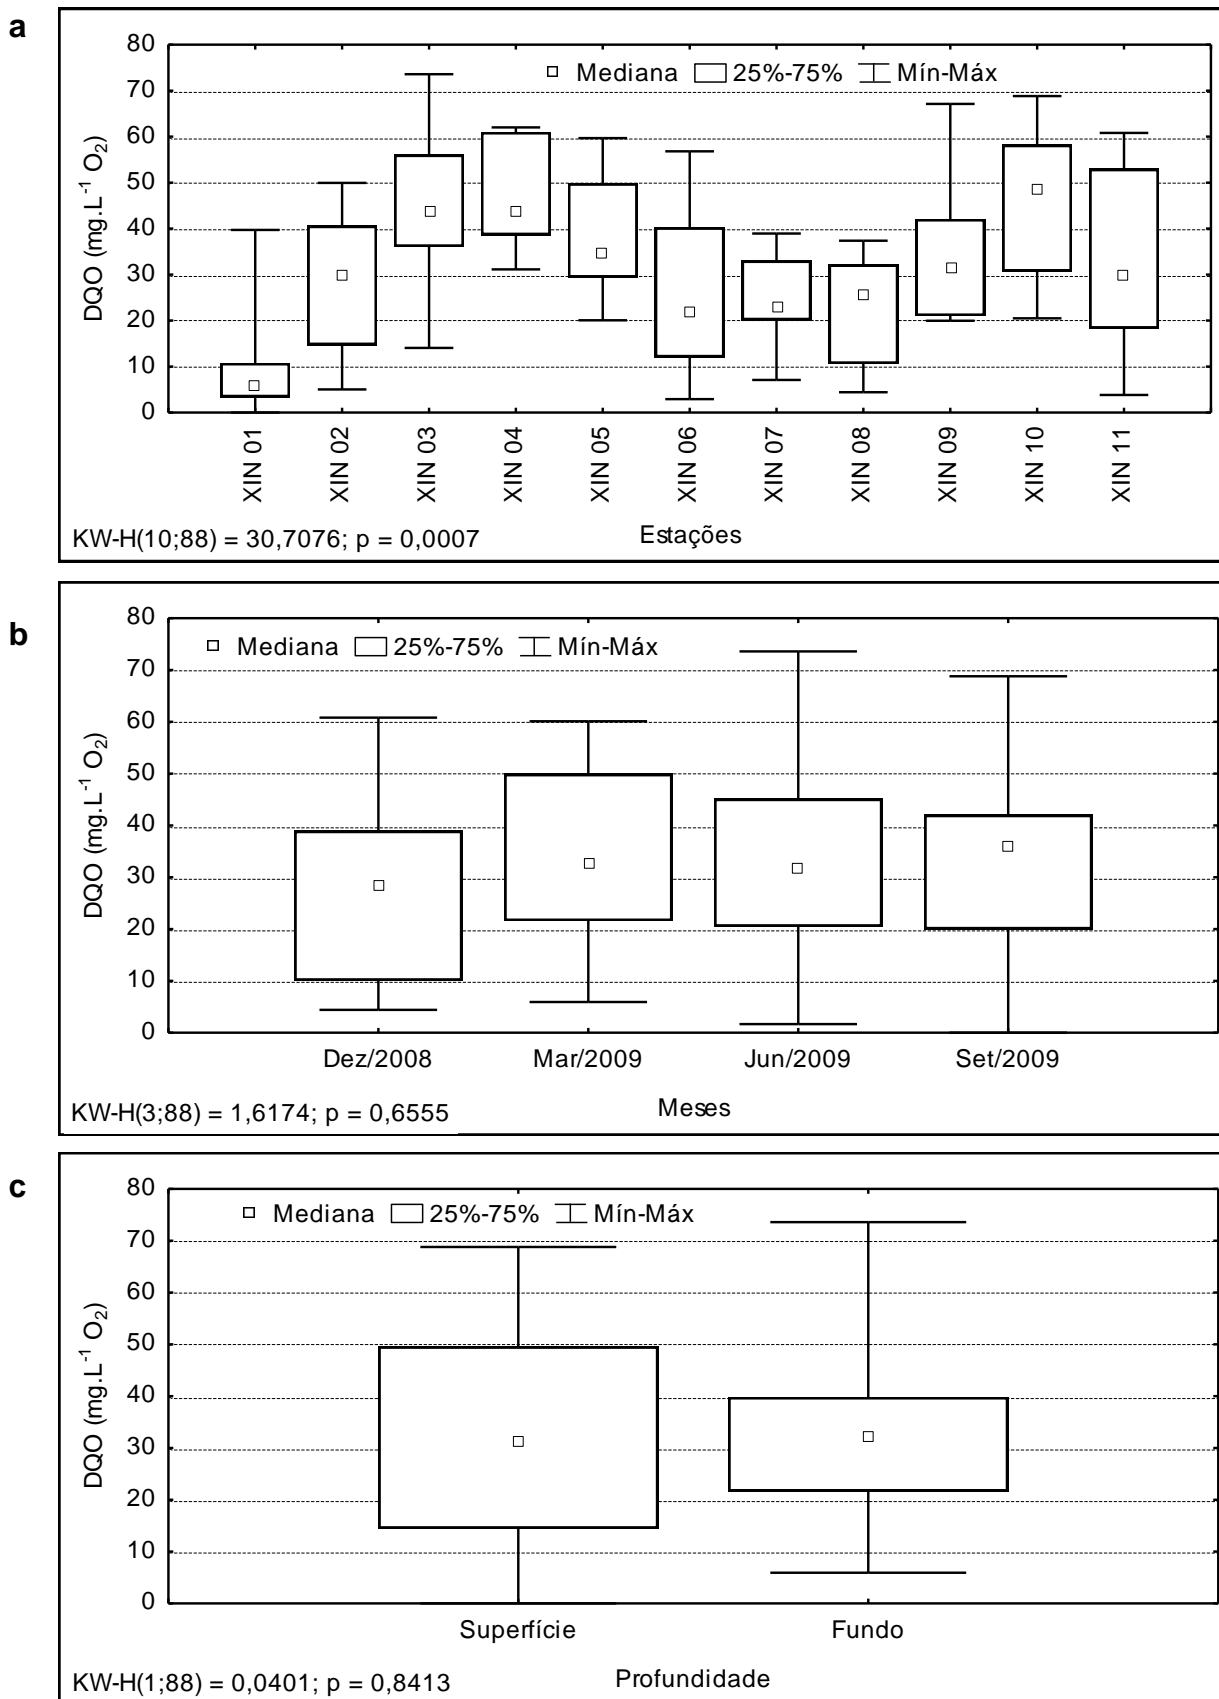 a
80
70
60
50
40
30
20
10
0
DQO (mg.L⁻¹ O₂)
Mediana 25%-75% Mín-Máx
XIN 01
XIN 02
XIN 03
XIN 04
XIN 05
XIN 06
XIN 07
XIN 08
XIN 09
XIN 10
XIN 11
Estações
KW-H(10;88) = 30,7076; p = 0,0007
b
80
70
60
50
40
30
20
10
0
DQO (mg.L⁻¹ O₂)
Mediana 25%-75% Mín-Máx
Dez/2008 Mar/2009 Jun/2009 Set/2009
Meses
KW-H(3;88) = 1,6174; p = 0,6555
c
80
70
60
50
40
30
20
10
0
DQO (mg.L⁻¹ O₂)
Mediana 25%-75% Mín-Máx
Superfície Fundo
Profundidade
KW-H(1;88) = 0,0401; p = 0,8413